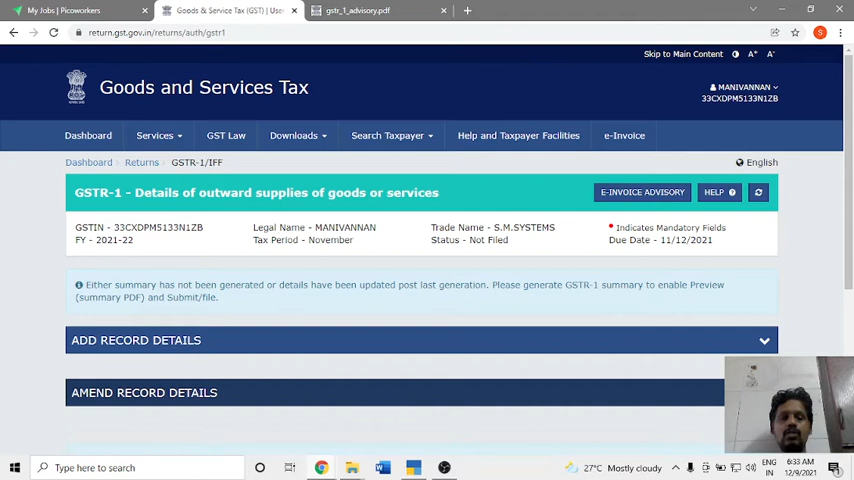 My Jobs | Picoworkers
Goods & Service Tax (GST) | User
gstr_1_advisory.pdf
return.gst.gov.in/returns/auth/gstr1
Skip to Main Content A+ A-
Goods and Services Tax
MANIVANNAN
33CXDPM5133N1ZB
Dashboard Services GST Law Downloads Search Taxpayer Help and Taxpayer Facilities e-Invoice
Dashboard Returns GSTR-1/IFF English
GSTR-1 - Details of outward supplies of goods or services E-INVOICE ADVISORY HELP
GSTIN - 33CXDPM5133N1ZB Legal Name - MANIVANNAN Trade Name - S.M.SYSTEMS • Indicates Mandatory Fields
FY - 2021-22 Tax Period - November Status - Not Filed Due Date - 11/12/2021
Either summary has not been generated or details have been updated post last generation. Please generate GSTR-1 summary to enable Preview
(summary PDF) and Submit/file.
ADD RECORD DETAILS
AMEND RECORD DETAILS
Type here to search
27°C Mostly cloudy
ENG
IN
6:33 AM
12/9/2021